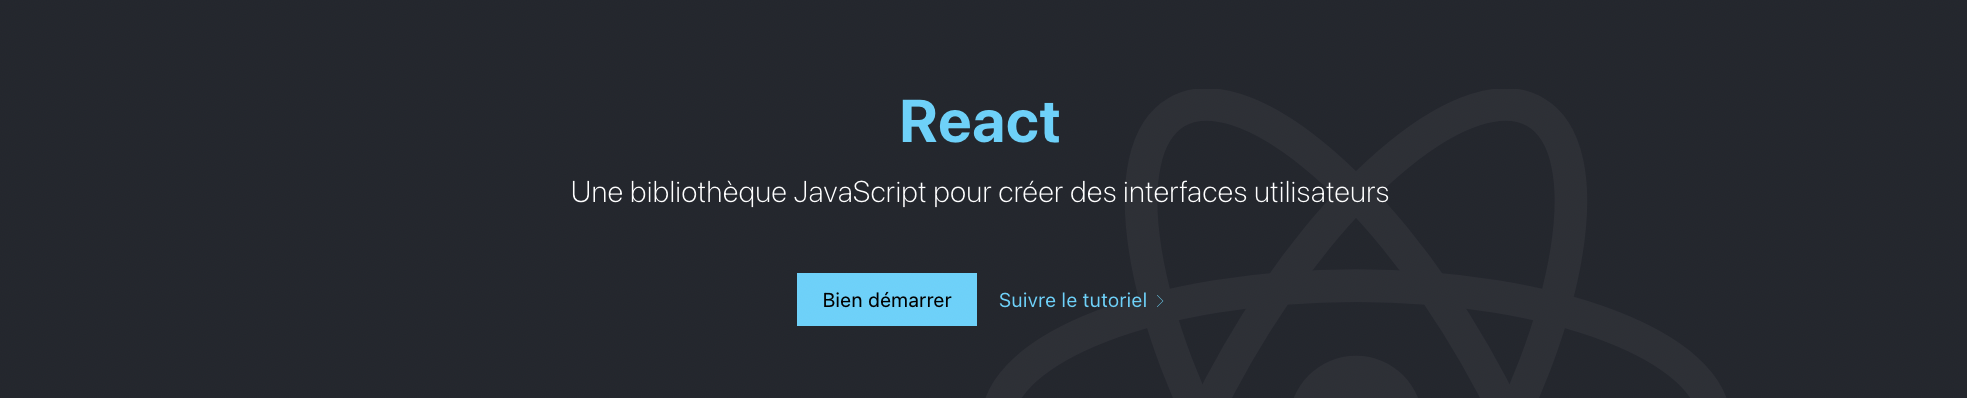 React
Une bibliothèque JavaScript pour créer des interfaces utilisateurs
Bien démarrer
Suivre le tutoriel